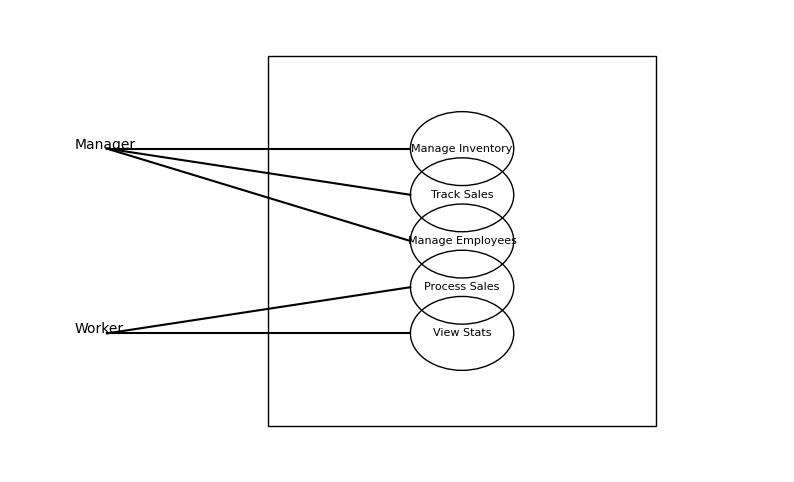 Manager
Manage Inventory
Track Sales
Manage Employees
Process Sales
Worker
View Stats